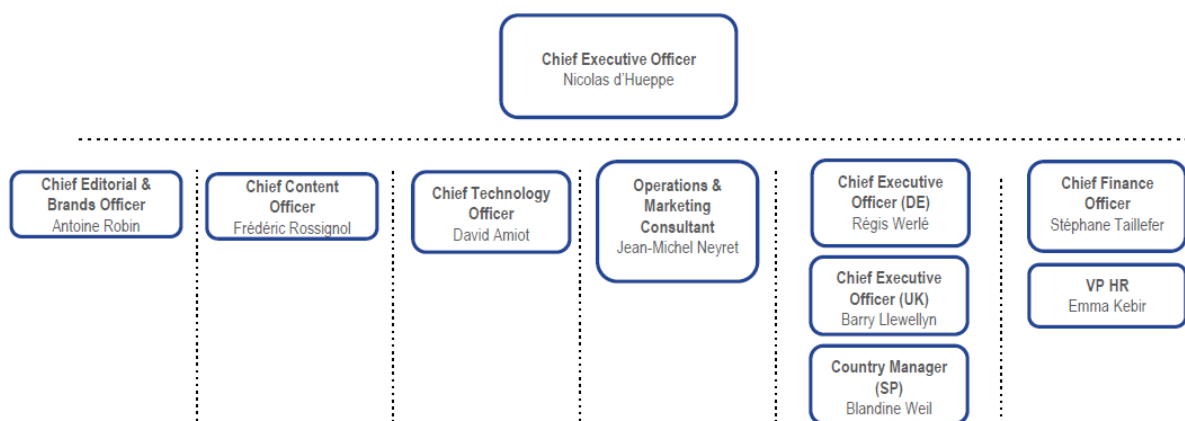 Chief Executive Officer
Nicolas d'Hueppe
Chief Editorial &
Brands Officer
Antoine Robin
Chief Content
Officer
Frédéric Rossignol
Chief Technology
Officer
David Amiot
Operations &
Marketing
Consultant
Jean-Michel Neyret
Chief Executive
Officer (DE)
Régis Werlé
Chief Executive
Officer (UK)
Barry Llewellyn
Country Manager
(SP)
Blandine Weil
Chief Finance
Officer
Stéphane Taillefer
VP HR
Emma Kebir